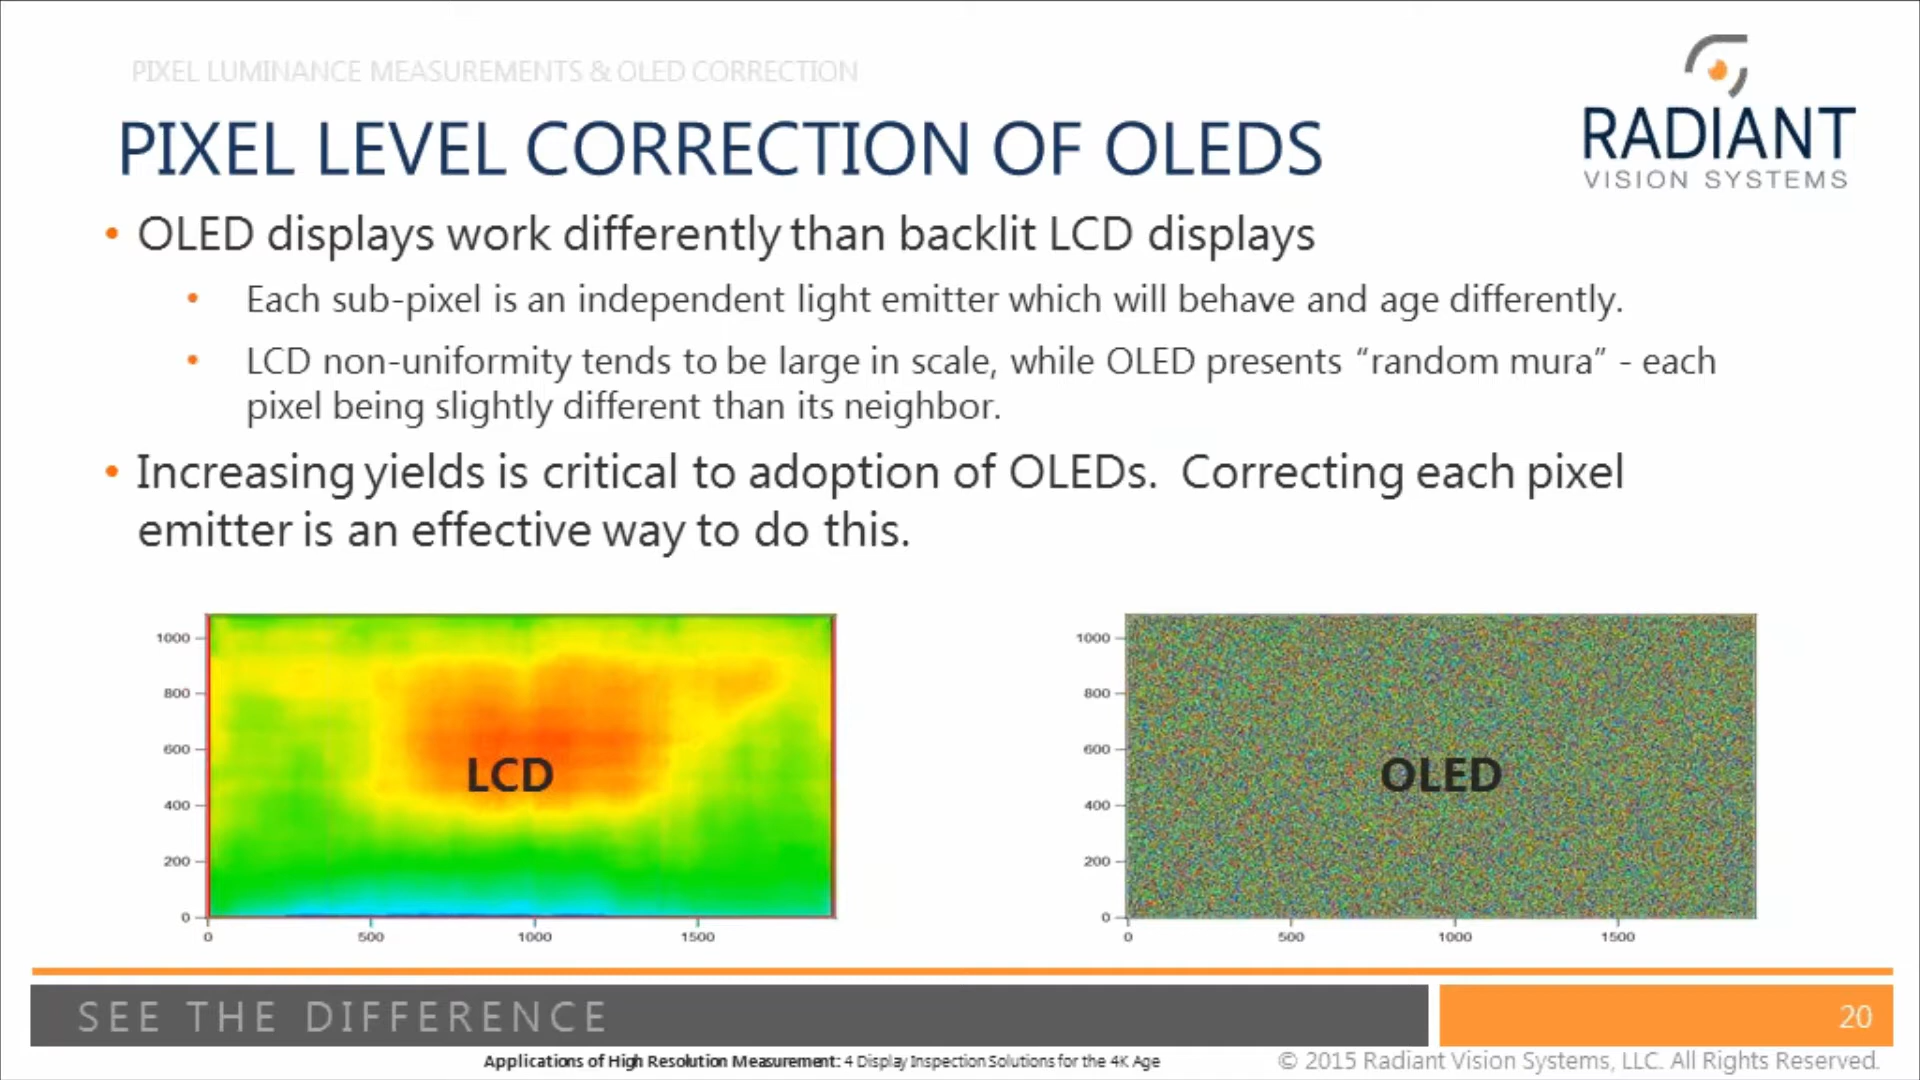 PIXEL LUMINANCE MEASUREMENTS & OLED CORRECTION
PIXEL LEVEL CORRECTION OF OLEDS
RADIANT
VISION SYSTEMS
• OLED displays work differently than backlit LCD displays
• Each sub-pixel is an independent light emitter which will behave and age differently.
• LCD non-uniformity tends to be large in scale, while OLED presents “random mura” - each
pixel being slightly different than its neighbor.
• Increasing yields is critical to adoption of OLEDs. Correcting each pixel
emitter is an effective way to do this.
1000
800
600
400
200
0
0 500 1000 1500
LCD
1000
800
600
400
200
0
0 500 1000 1500
OLED
SEE THE DIFFERENCE
20
Applications of High Resolution Measurement: 4 Display Inspection Solutions for the 4K Age
© 2015 Radiant Vision Systems, LLC. All Rights Reserved.